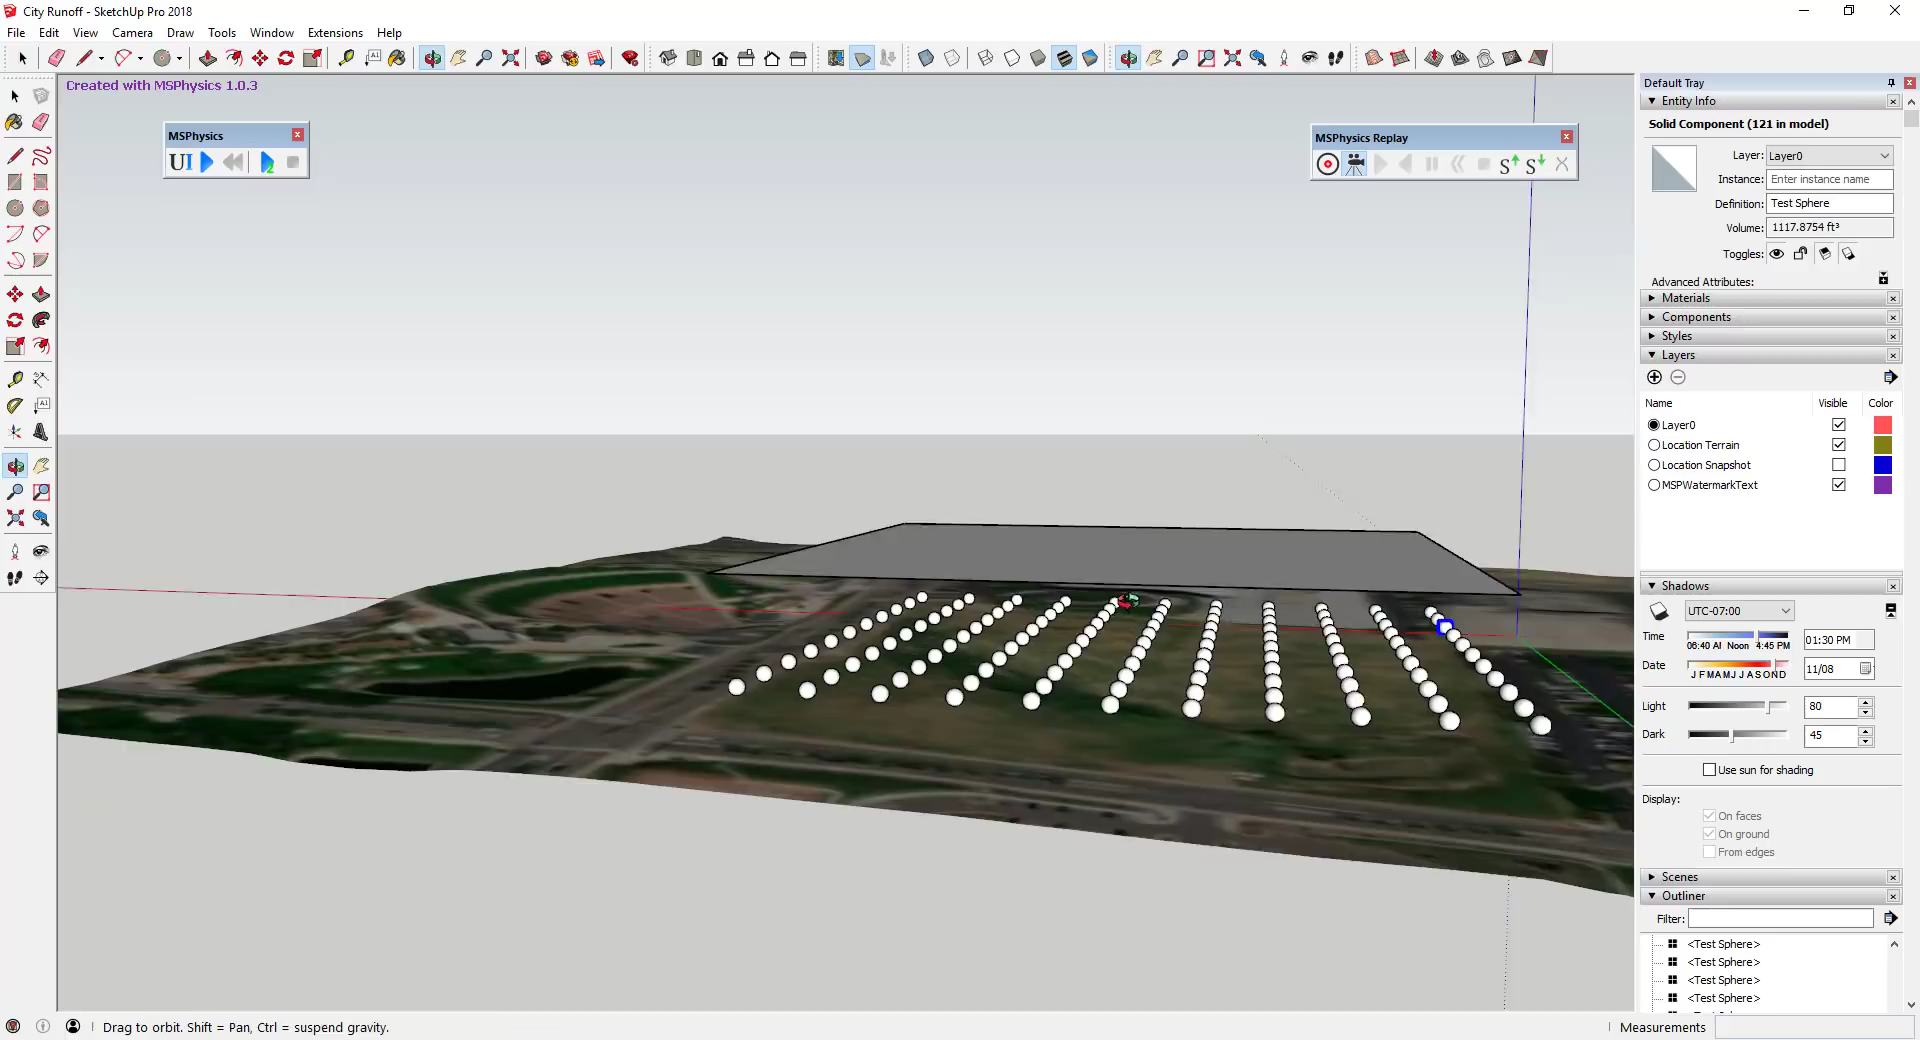 City Runoff - SketchUp Pro 2018
File Edit View Camera Draw Tools Window Extensions Help
Created with MSPhysics 1.0.3
MSPhysics
UI
2
MSPhysics Replay
S S
Default Tray
Entity Info
Solid Component (121 in model)
Layer: Layer0
Instance: Enter instance name
Definition: Test Sphere
Volume: 1117.8754 ft³
Toggles:
Advanced Attributes:
Materials
Components
Styles
Layers
Name Visible Color
Layer0
Location Terrain
Location Snapshot
MSPWatermarkText
Shadows
UTC-07:00
Time 06:40 AI Noon 4:45 PM 01:30 PM
Date J F M A M J J A S O N D 11/08
Light 80
Dark 45
Use sun for shading
Display:
On faces
On ground
From edges
Scenes
Outliner
Filter:
<Test Sphere>
<Test Sphere>
<Test Sphere>
<Test Sphere>
Drag to orbit. Shift = Pan, Ctrl = suspend gravity.
Measurements